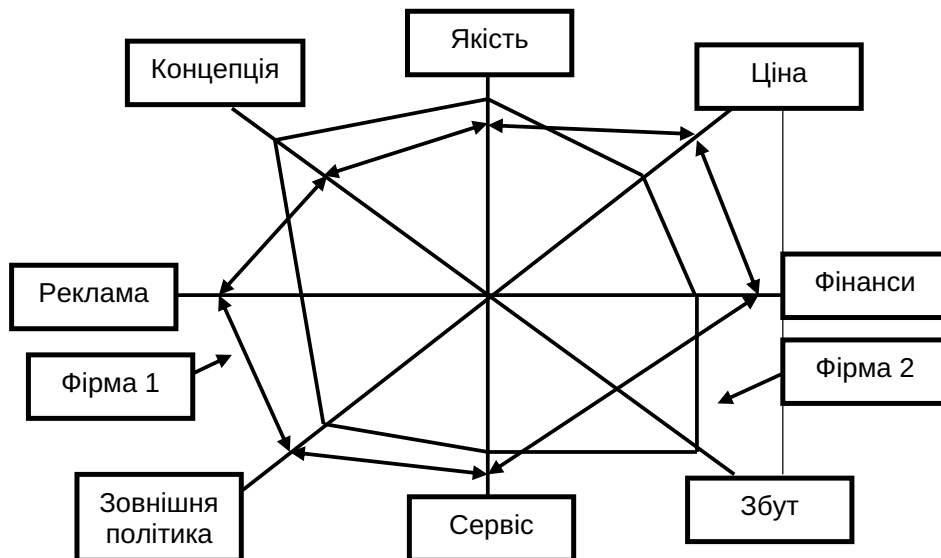 Якість
Концепція
Ціна
Реклама
Фінанси
Фірма 1
Фірма 2
Зовнішня
політика
Сервіс
Збут